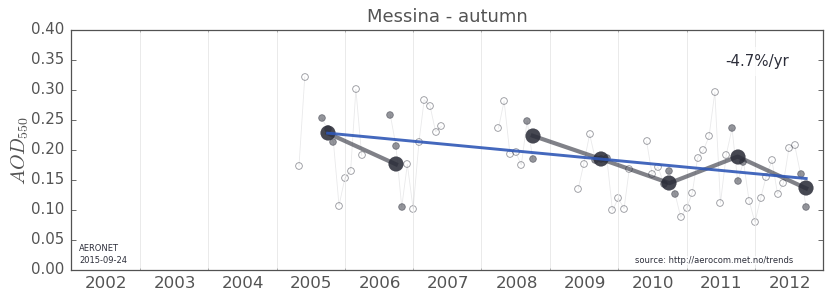 Messina - autumn
0.40
0.35
0.30
0.25
0.20
0.15
0.10
0.05
0.00
AOD550
-4.7%/yr
AERONET
2015-09-24
source: http://aerocom.met.no/trends
2002 2003 2004 2005 2006 2007 2008 2009 2010 2011 2012